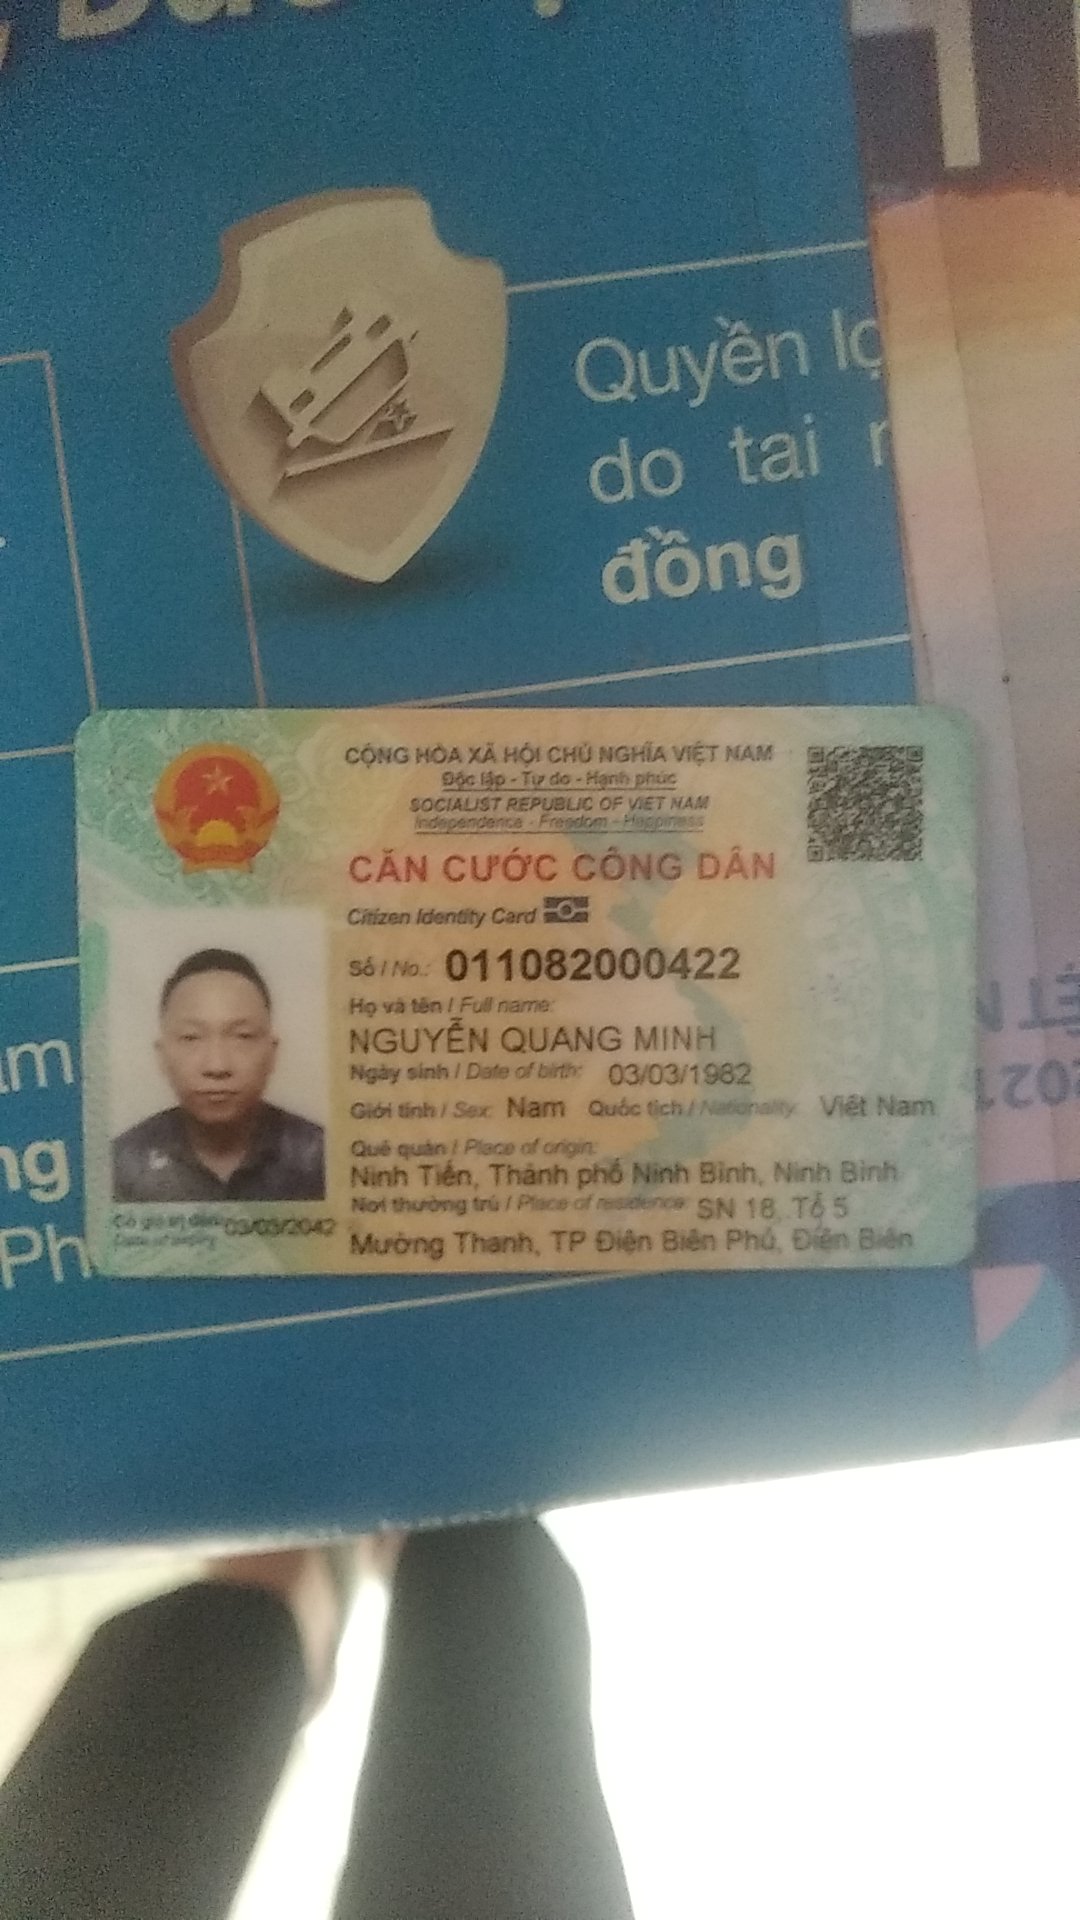 Quyền
do tai
đồng
CỘNG HÒA XÃ HỘI CHỦ NGHĨA VIỆT NAM
Độc lập - Tự do - Hạnh phúc
SOCIALIST REPUBLIC OF VIET NAM
Independence - Freedom - Happiness
CĂN CƯỚC CÔNG DÂN
Citizen Identity Card
Số / No.: 011082000422
Họ và tên / Full name:
NGUYỄN QUANG MINH
Ngày sinh / Date of birth: 03/03/1982
Giới tính / Sex: Nam Quốc tịch / Nationality: Việt Nam
Quê quán / Place of origin:
Ninh Tiến, Thành phố Ninh Bình, Ninh Bình
Nơi thường trú / Place of residence: SN 18, Tổ 5
Mường Thanh, TP Điện Biên Phủ, Điện Biên
Có giá trị đến: 03/03/2042
Date of expiry